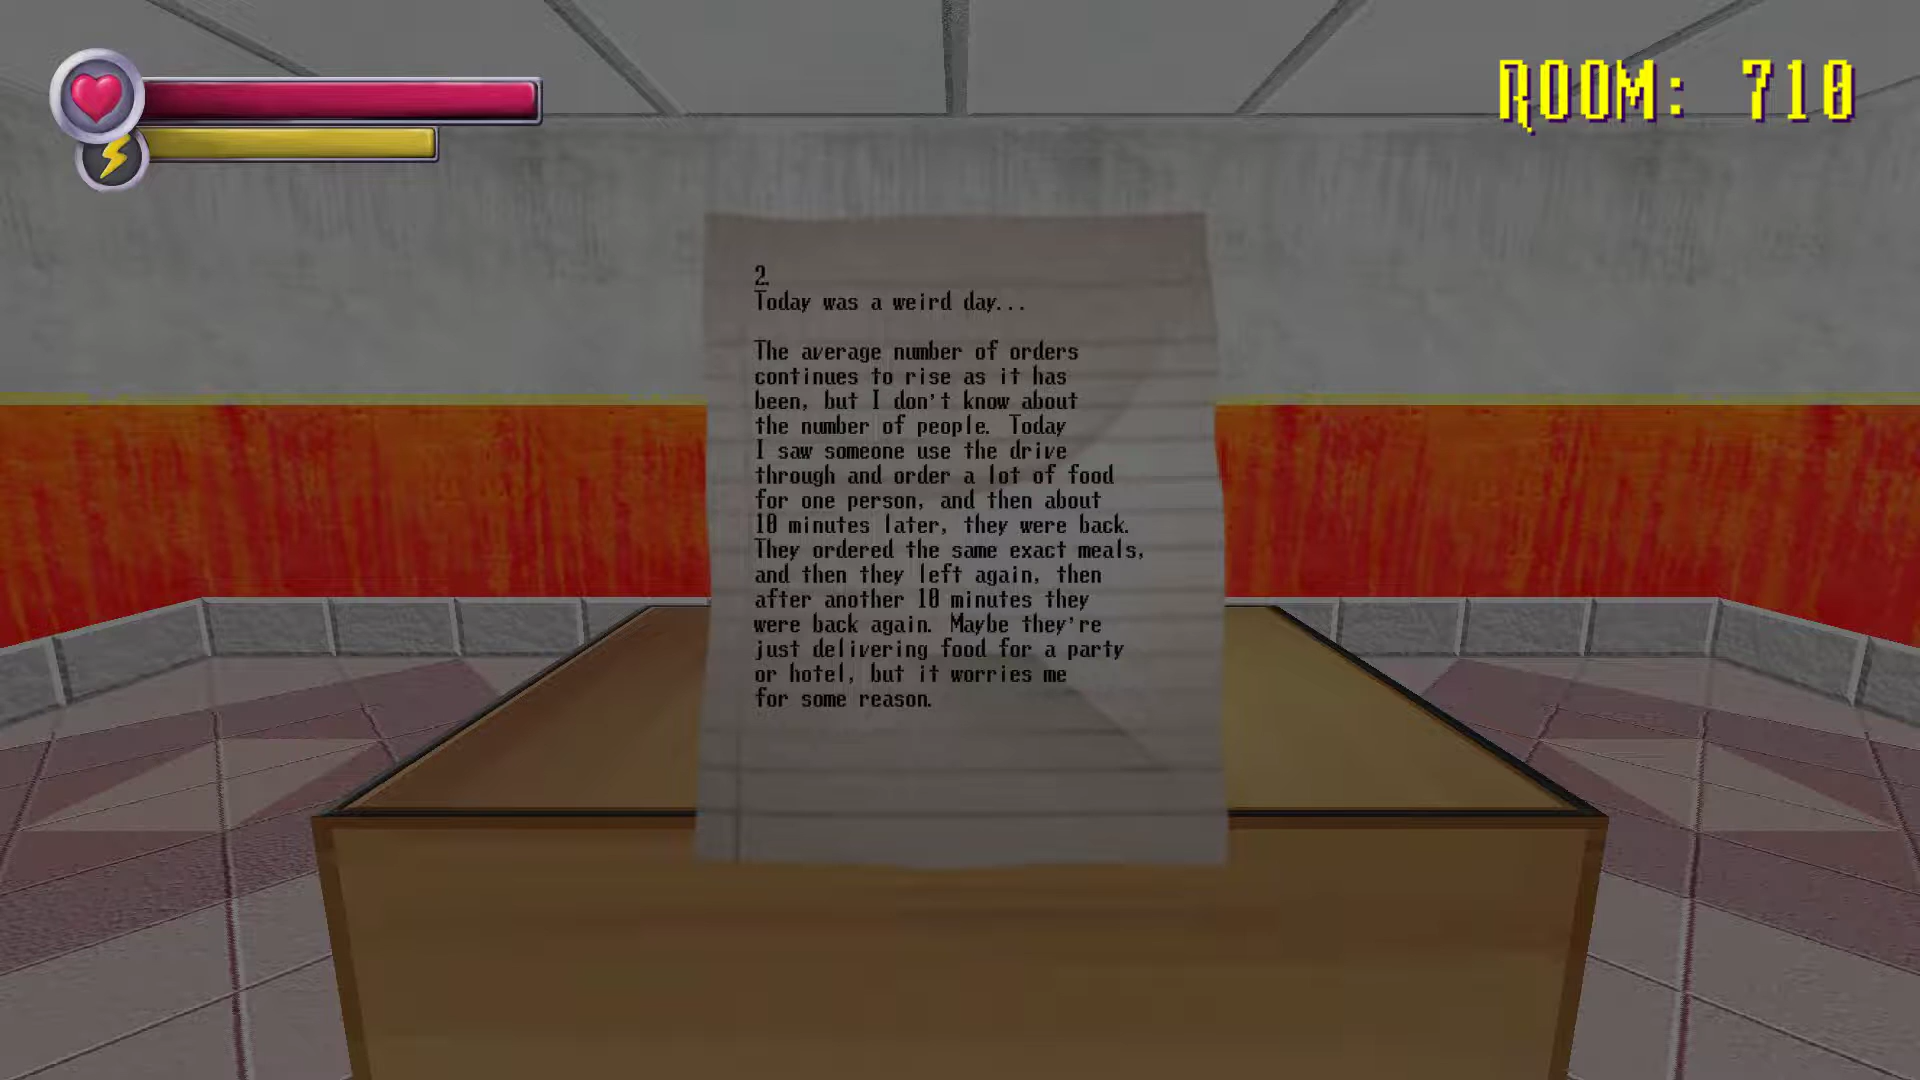 ROOM: 710
2.
Today was a weird day...
The average number of orders
continues to rise as it has
been, but I don't know about
the number of people. Today
I saw someone use the drive
through and order a lot of food
for one person, and then about
10 minutes later, they were back.
They ordered the same exact meals,
and then they left again, then
after another 10 minutes they
were back again. Maybe they're
just delivering food for a party
or hotel, but it worries me
for some reason.